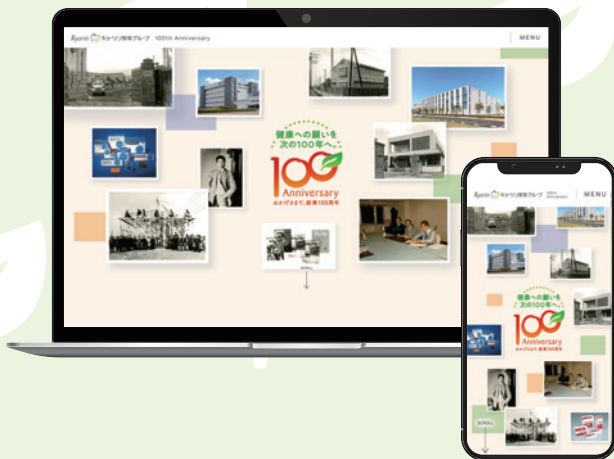 Kyorin キョーリン製薬グループ 100th Anniversary
MENU
健康への願いを
次の100年へ。
100
Anniversary
おかげさまで、創業100周年
SCROLL
Kyorin キョーリン製薬グループ 100th
Anniversary
MENU
健康への願いを
次の100年へ。
100
Anniversary
おかげさまで、創業100周年
SCROLL